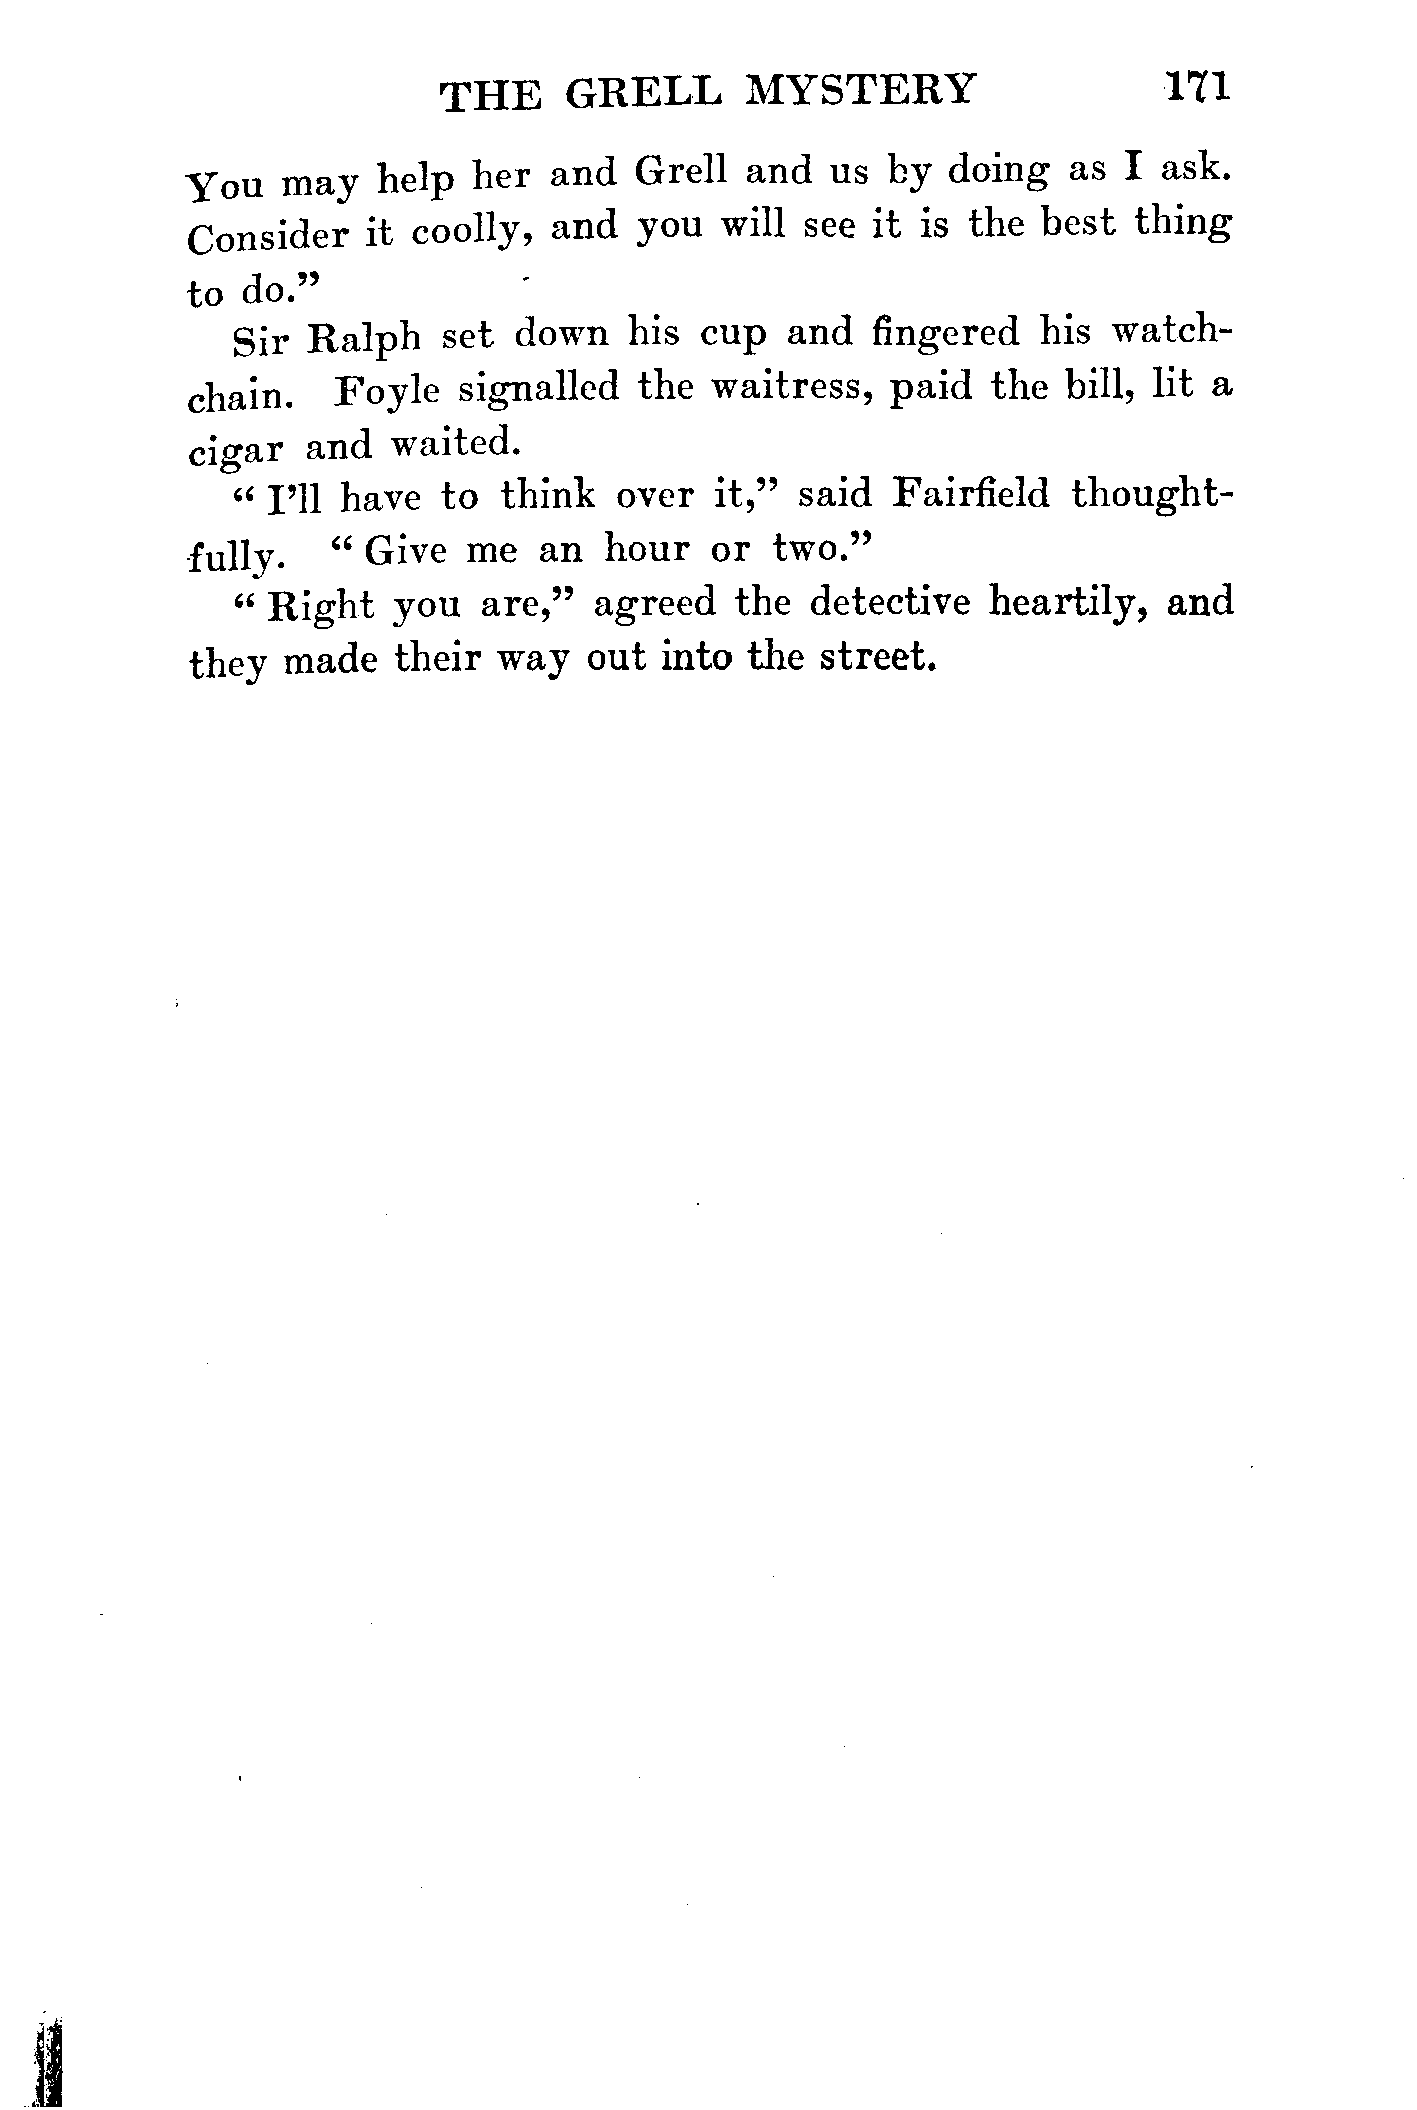 THE GRELL MYSTERY 171
You may help her and Grell and us by doing as I ask.
Consider it coolly, and you will see it is the best thing
to do.”
Sir Ralph set down his cup and fingered his watch-
chain. Foyle signalled the waitress, paid the bill, lit a
cigar and waited.
“ I’ll have to think over it,” said Fairfield thought-
fully. “ Give me an hour or two.”
“ Right you are,” agreed the detective heartily, and
they made their way out into the street.